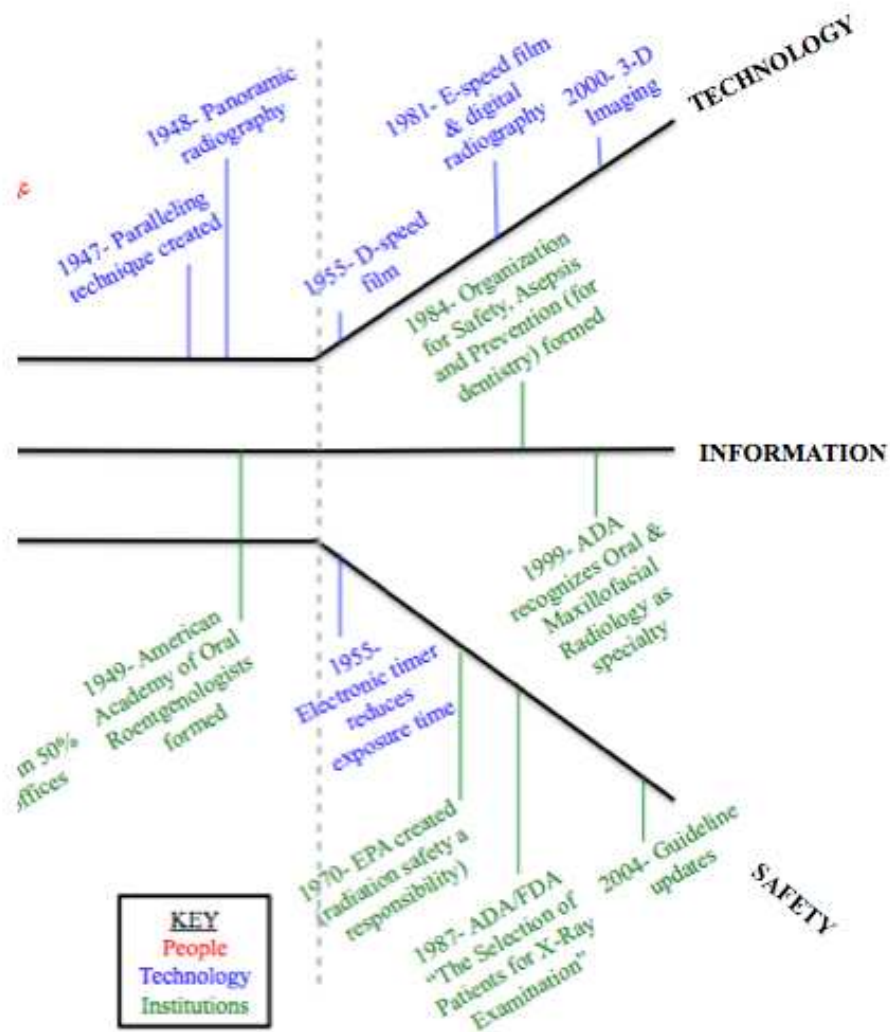 TECHNOLOGY
1948- Panoramic
radiography
1981- E-speed film
& digital
radiography
2000- 3-D
Imaging
&
1947- Paralleling
technique created
1955- D-speed
film
1984- Organization
for Safety, Asepsis
and Prevention (for
dentistry) formed
INFORMATION
1999- ADA
recognizes Oral &
Maxillofacial
Radiology as
specialty
1949- American
Academy of Oral
Roentgenologists
formed
1955-
Electronic timer
reduces
exposure time
50%
offices
1970- EPA created
(radiation safety a
responsibility)
1987- ADA/FDA
“The Selection of
Patients for X-Ray
Examination”
2004- Guideline
updates
SAFETY
KEY
People
Technology
Institutions